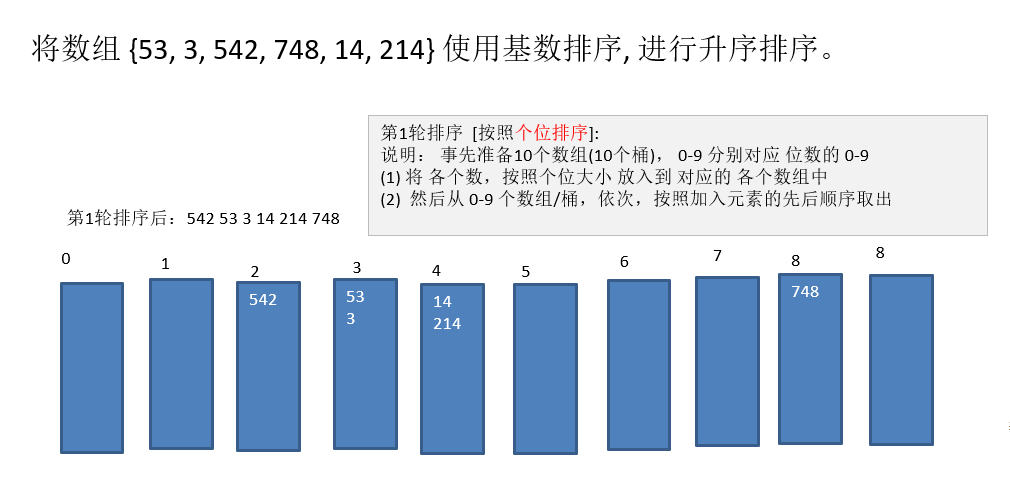 将数组 {53, 3, 542, 748, 14, 214} 使用基数排序, 进行升序排序。
第1轮排序 [按照个位排序]:
说明： 事先准备10个数组(10个桶)， 0-9 分别对应 位数的 0-9
(1) 将 各个数，按照个位大小 放入到 对应的 各个数组中
(2) 然后从 0-9 个数组/桶，依次，按照加入元素的先后顺序取出
第1轮排序后：542 53 3 14 214 748
0 1 2 3 4 5 6 7 8 8
542 53 14 748
3 214